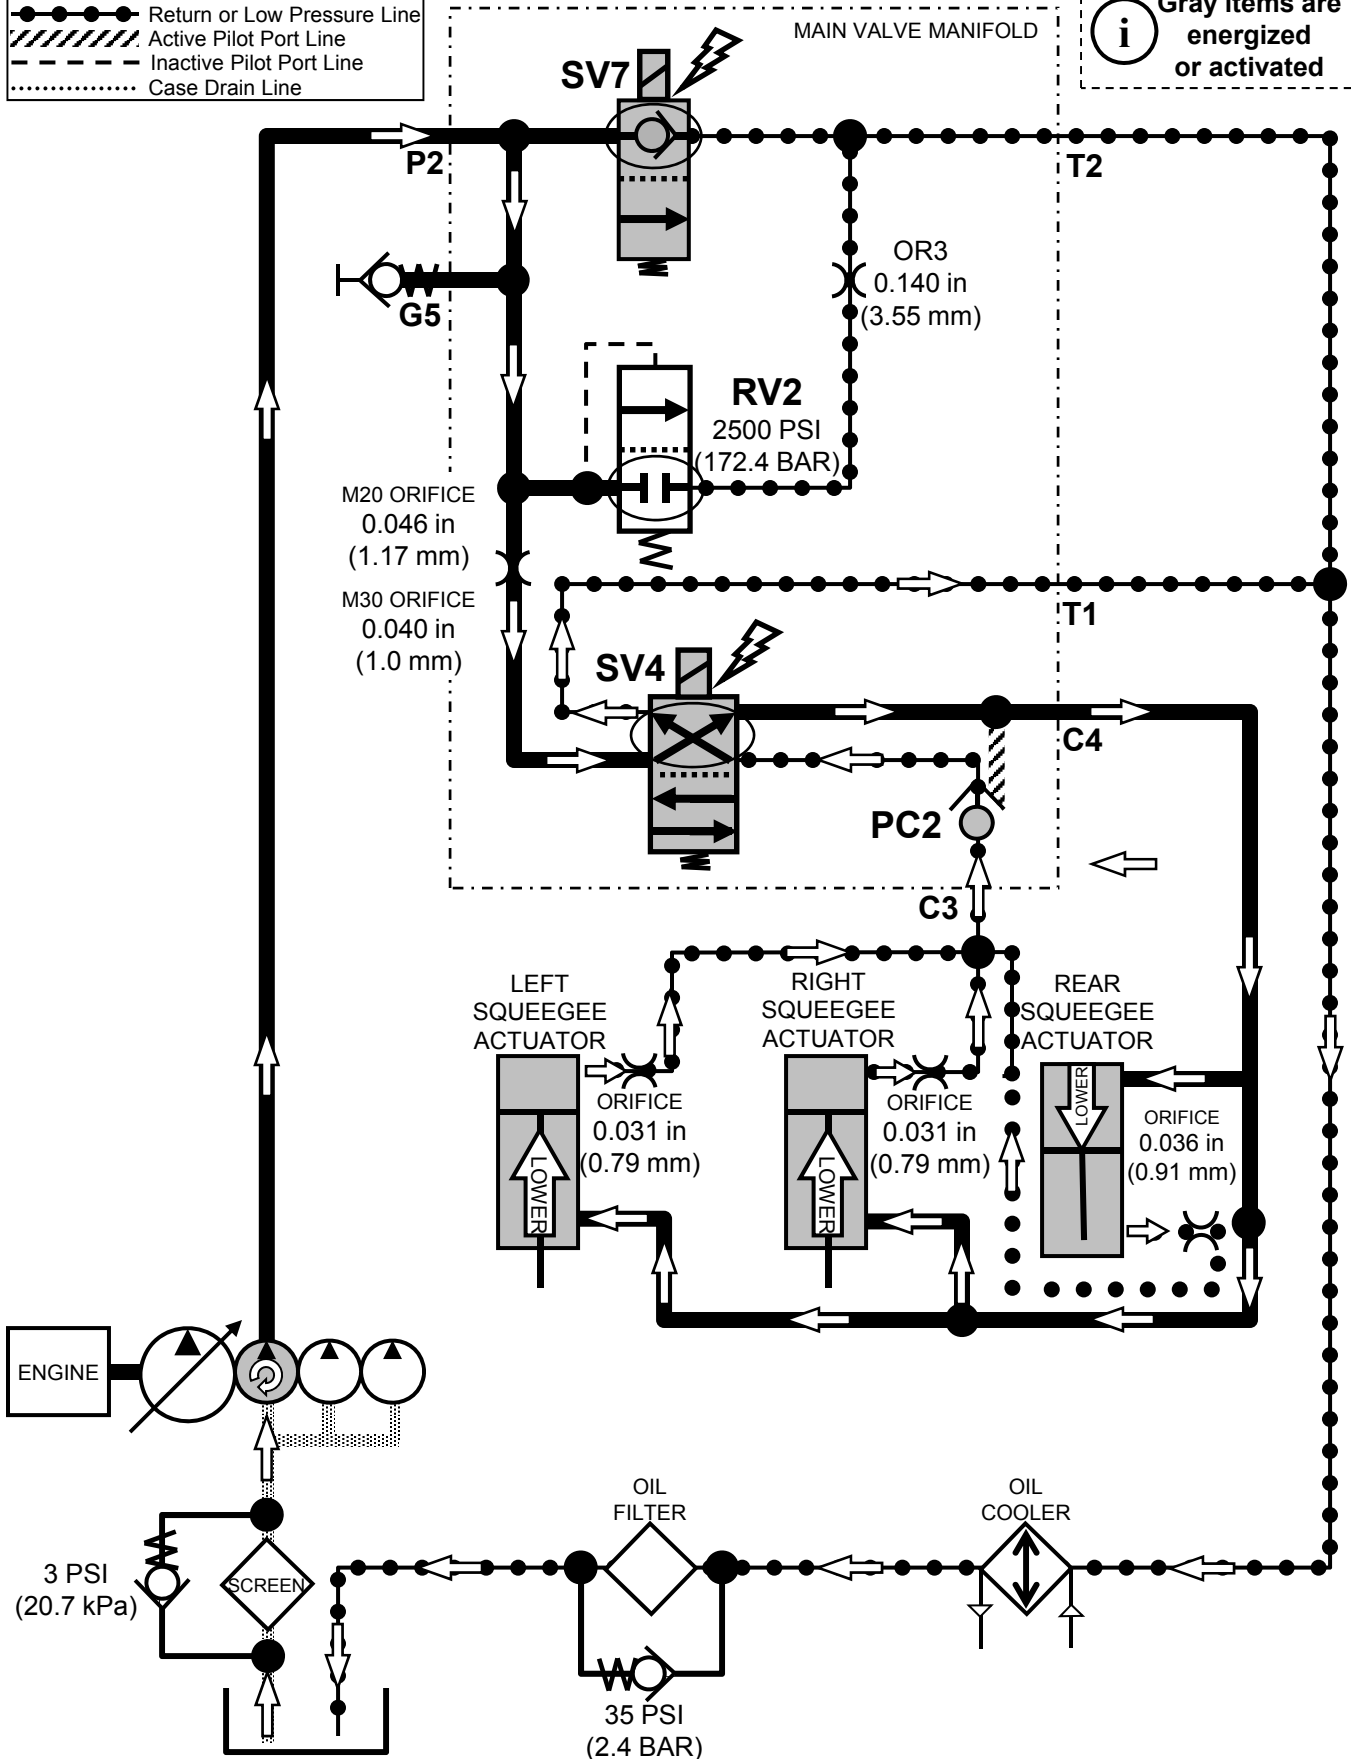 Return or Low Pressure Line
Active Pilot Port Line
Inactive Pilot Port Line
Case Drain Line
MAIN VALVE MANIFOLD
i
Gray items are
energized
or activated
SV7
P2
T2
G5
OR3
0.140 in
(3.55 mm)
RV2
2500 PSI
(172.4 BAR)
M20 ORIFICE
0.046 in
(1.17 mm)
M30 ORIFICE
0.040 in
(1.0 mm)
T1
SV4
C4
PC2
C3
LEFT
SQUEEGEE
ACTUATOR
RIGHT
SQUEEGEE
ACTUATOR
REAR
SQUEEGEE
ACTUATOR
LOWER
ORIFICE
0.031 in
(0.79 mm)
LOWER
ORIFICE
0.031 in
(0.79 mm)
LOWER
ORIFICE
0.036 in
(0.91 mm)
ENGINE
3 PSI
(20.7 kPa)
SCREEN
OIL
FILTER
OIL
COOLER
35 PSI
(2.4 BAR)